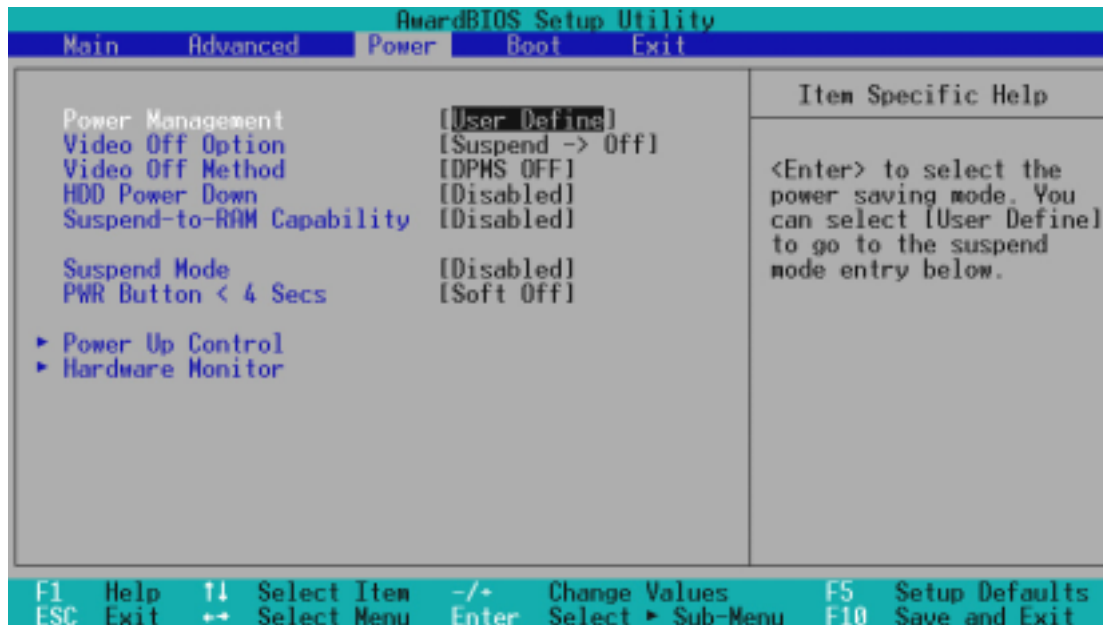 AwardBIOS Setup Utility
Main Advanced Power Boot Exit
Power Management [User Define]
Video Off Option [Suspend -> Off]
Video Off Method [DPMS OFF]
HDD Power Down [Disabled]
Suspend-to-RAM Capability [Disabled]
Suspend Mode [Disabled]
PWR Button < 4 Secs [Soft Off]
► Power Up Control
► Hardware Monitor
Item Specific Help
<Enter> to select the
power saving mode. You
can select [User Define]
to go to the suspend
mode entry below.
F1 Help ↑↓ Select Item -/+ Change Values F5 Setup Defaults
ESC Exit ←→ Select Menu Enter Select ► Sub-Menu F10 Save and Exit